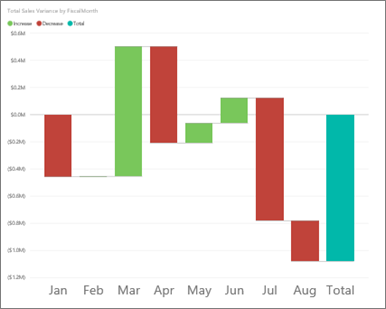 Total Sales Variance by FiscalMonth
Increase Decrease Total
$0.6M
$0.4M
$0.2M
$0.0M
($0.2M)
($0.4M)
($0.6M)
($0.8M)
($1.0M)
($1.2M)
Jan Feb Mar Apr May Jun Jul Aug Total